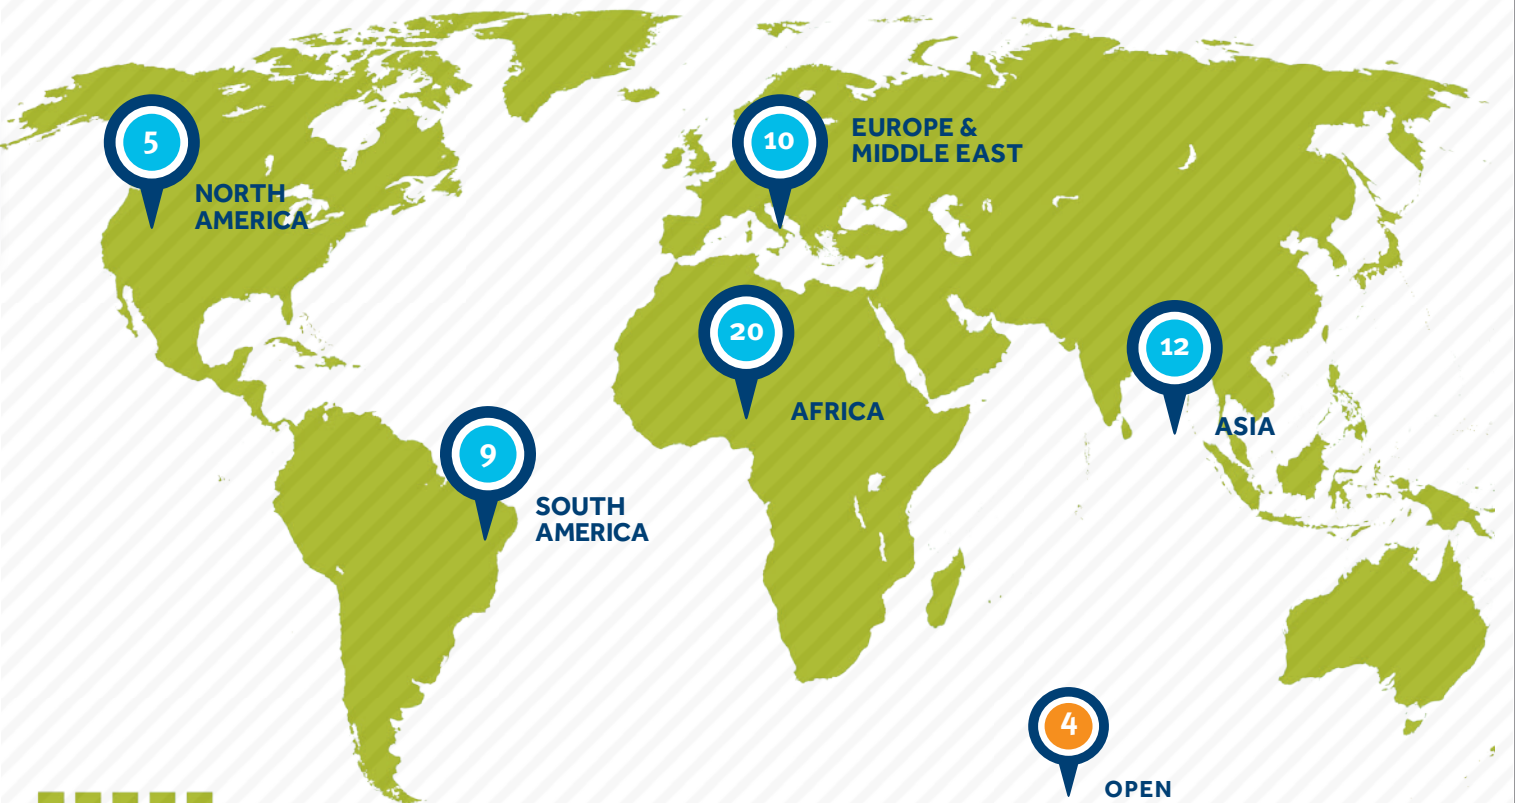 5
NORTH
AMERICA
10
EUROPE &
MIDDLE EAST
20
AFRICA
12
ASIA
9
SOUTH
AMERICA
4
OPEN